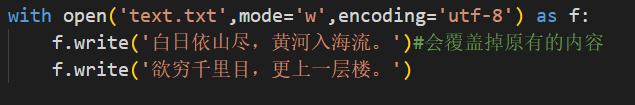 with open('text.txt',mode='w',encoding='utf-8') as f:
    f.write('白日依山尽，黄河入海流。')#会覆盖掉原有的内容
    f.write('欲穷千里目，更上一层楼。')